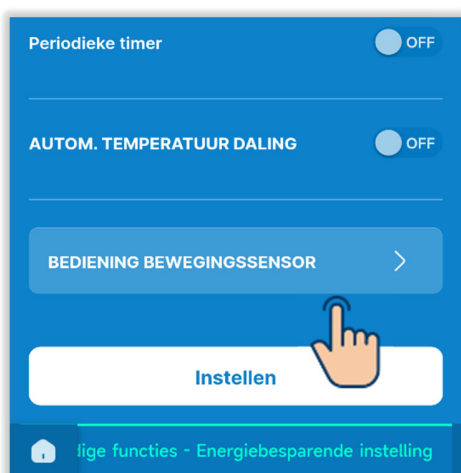 Periodieke timer
OFF
AUTOM. TEMPERATUUR DALING
OFF
BEDIENING BEWEGINGSSENSOR
Instellen
functies - Energiebesparende instelling